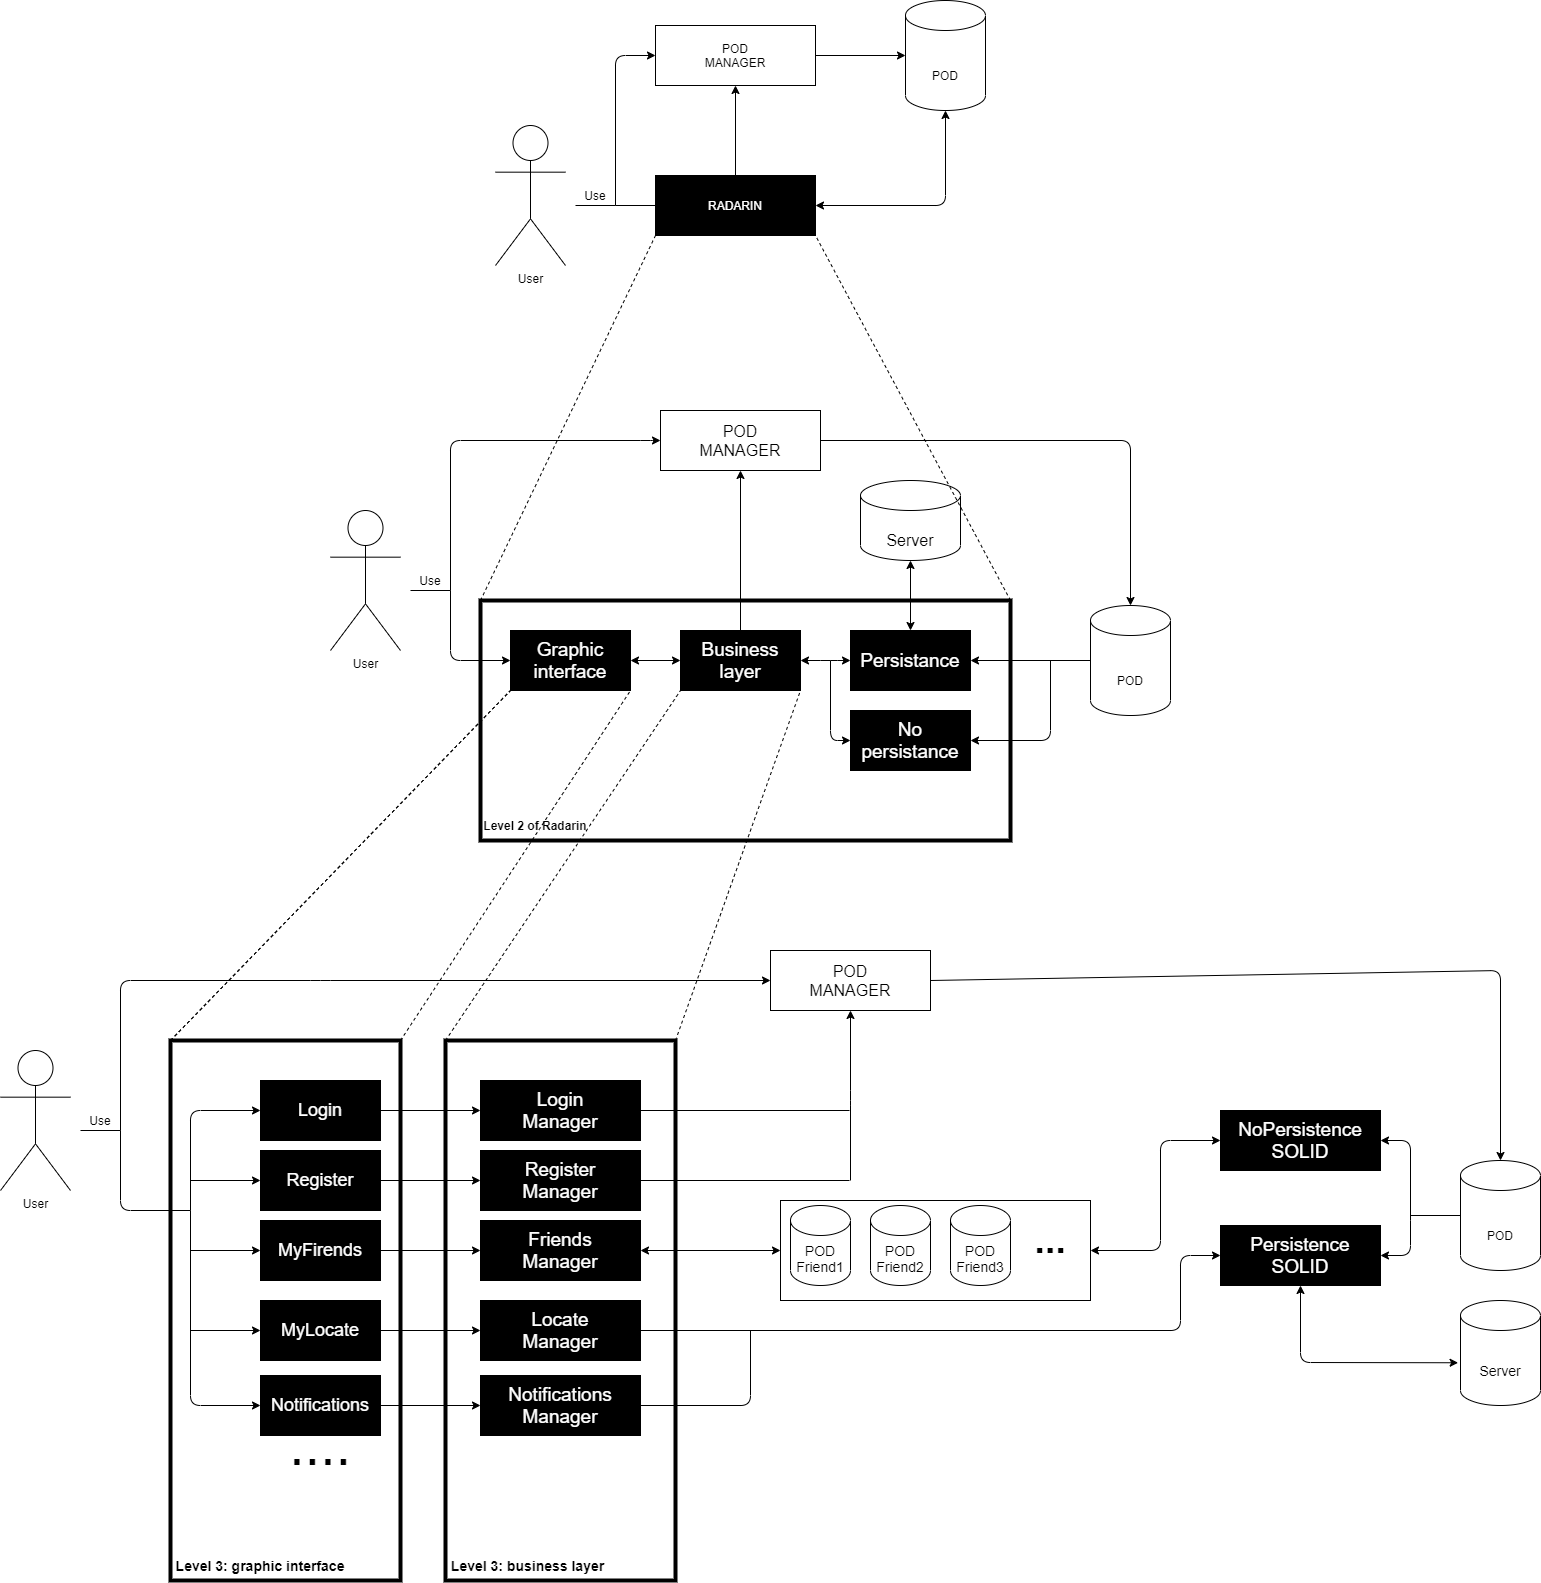 POD
MANAGER
POD
Use
RADARIN
User
POD
MANAGER
Server
Use
Graphic
interface
Business
layer
Persistance
User
POD
No
persistance
Level 2 of Radarin
POD
MANAGER
Use
Login
Login
Manager
NoPersistence
SOLID
Register
Register
Manager
User
MyFirends
Friends
Manager
POD
Friend1
POD
Friend2
POD
Friend3
...
Persistence
SOLID
POD
MyLocate
Locate
Manager
Server
Notifications
Notifications
Manager
....
Level 3: graphic interface
Level 3: business layer